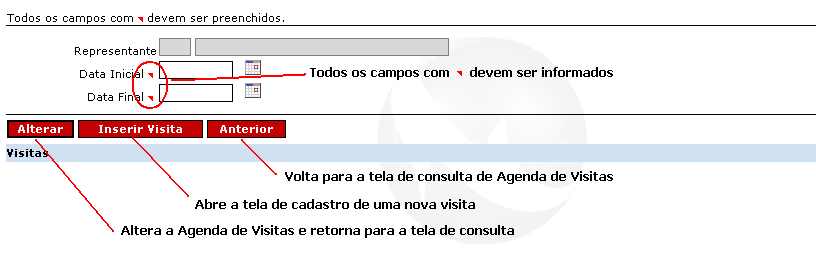 Todos os campos com devem ser preenchidos.
Representante
Data Inicial
Todos os campos com devem ser informados
Data Final
Alterar Inserir Visita Anterior
Visitas
Volta para a tela de consulta de Agenda de Visitas
Abre a tela de cadastro de uma nova visita
Altera a Agenda de Visitas e retorna para a tela de consulta